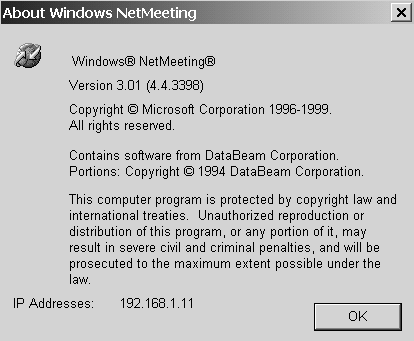 About Windows NetMeeting
Windows® NetMeeting®
Version 3.01 (4.4.3398)
Copyright © Microsoft Corporation 1996-1999.
All rights reserved.
Contains software from DataBeam Corporation.
Portions: Copyright © 1994 DataBeam Corporation.
This computer program is protected by copyright law and
international treaties.  Unauthorized reproduction or
distribution of this program, or any portion of it, may
result in severe civil and criminal penalties, and will be
prosecuted to the maximum extent possible under the
law.
IP Addresses: 192.168.1.11
OK